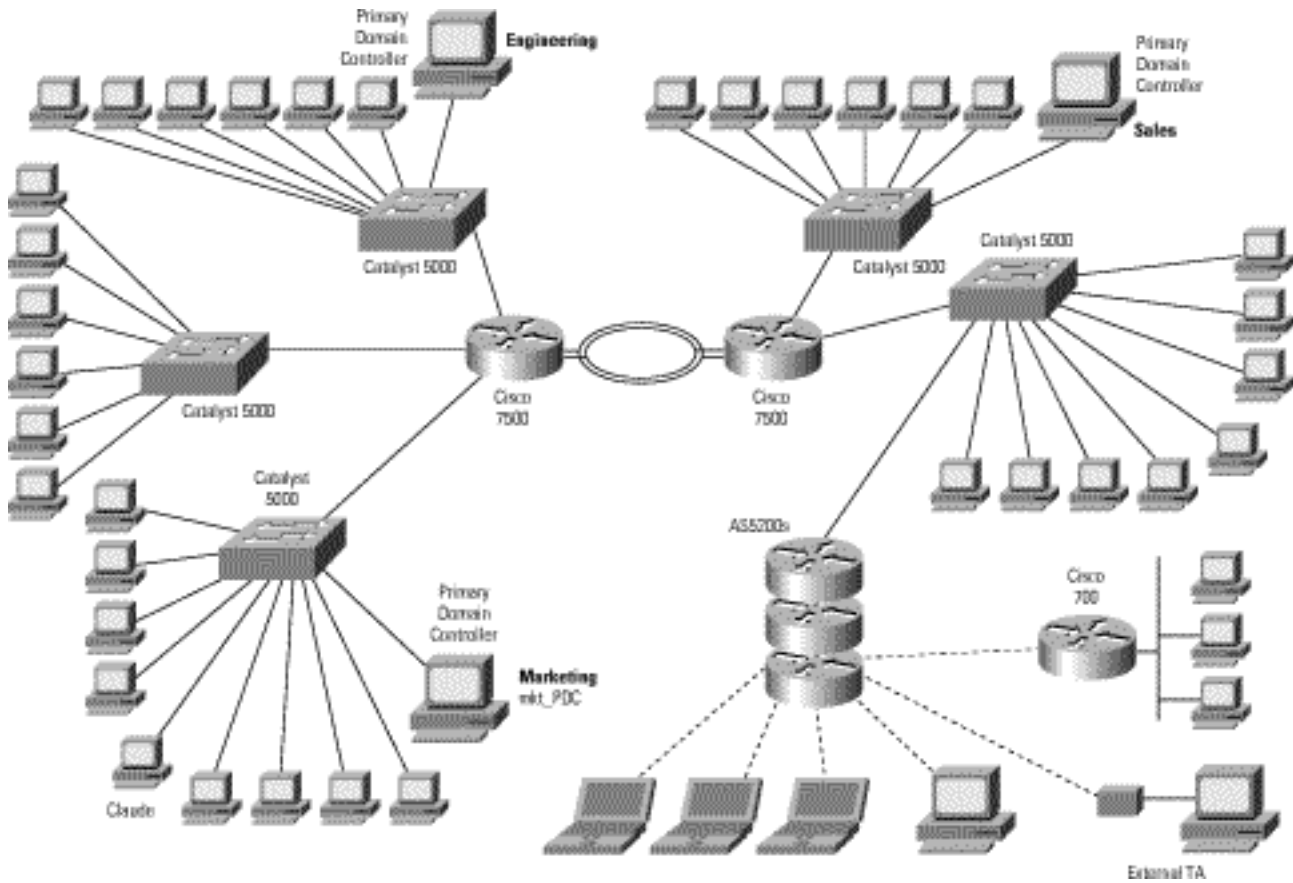 Primary
Domain
Controller
Engineering
Primary
Domain
Controller
Sales
Catalyst 5000
Catalyst 5000
Catalyst 5000
Catalyst 5000
Cisco
7500
Cisco
7500
Catalyst
5000
AS5200s
Cisco
700
Primary
Domain
Controller
Marketing
mkt_PDC
Claude
External TA